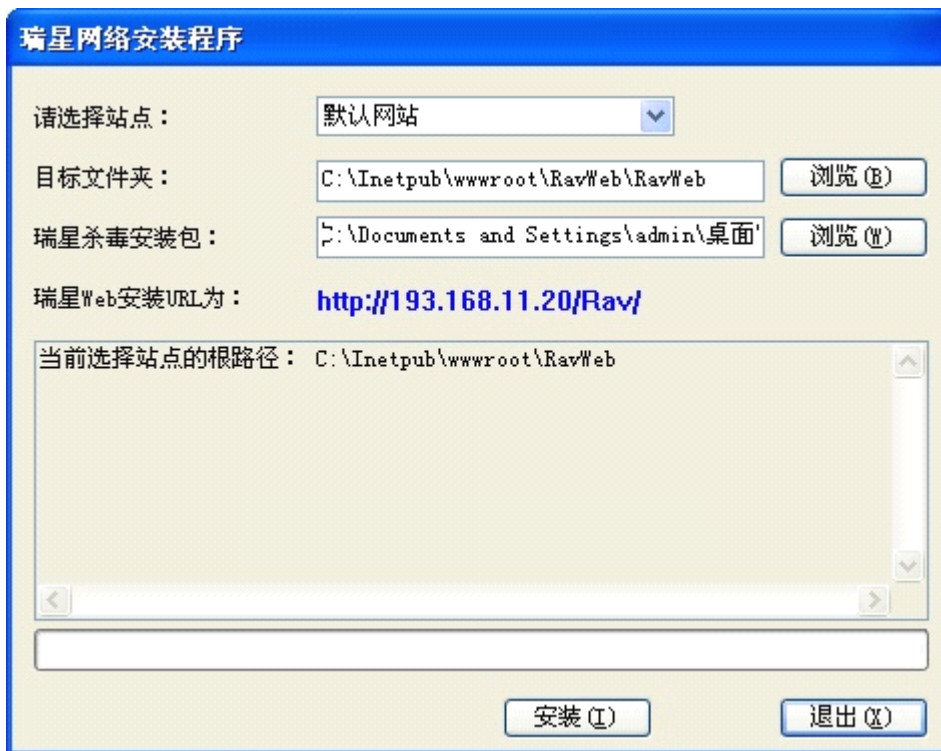 瑞星网络安装程序
请选择站点： 默认网站
目标文件夹： C:\Inetpub\wwwroot\RavWeb\RavWeb 浏览(B)
瑞星杀毒安装包： C:\Documents and Settings\admin\桌面 浏览(W)
瑞星Web安装URL为： http://193.168.11.20/Rav/
当前选择站点的根路径： C:\Inetpub\wwwroot\RavWeb
安装(I) 退出(X)